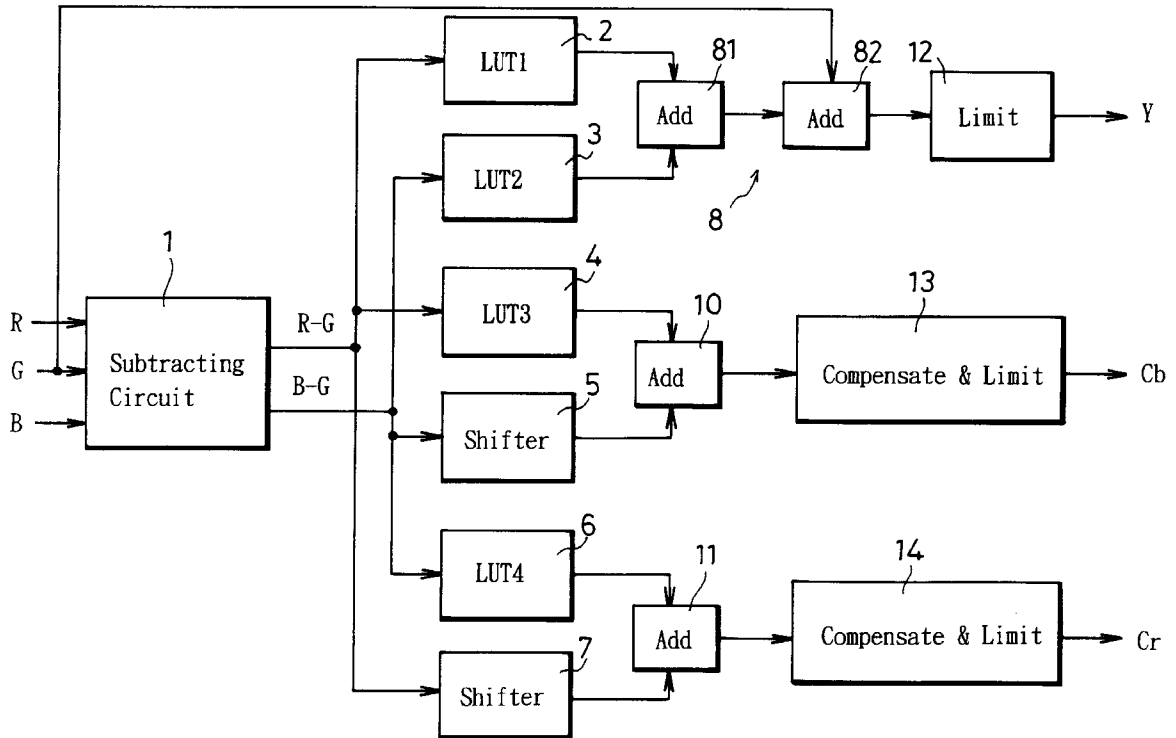 2
LUT1
81
82
12
Add
Add
Limit
Y
3
LUT2
8
1
4
LUT3
10
13
R
R-G
G
Subtracting
Circuit
B-G
B
Add
Compensate & Limit
Cb
5
Shifter
6
LUT4
11
14
Add
Compensate & Limit
Cr
7
Shifter